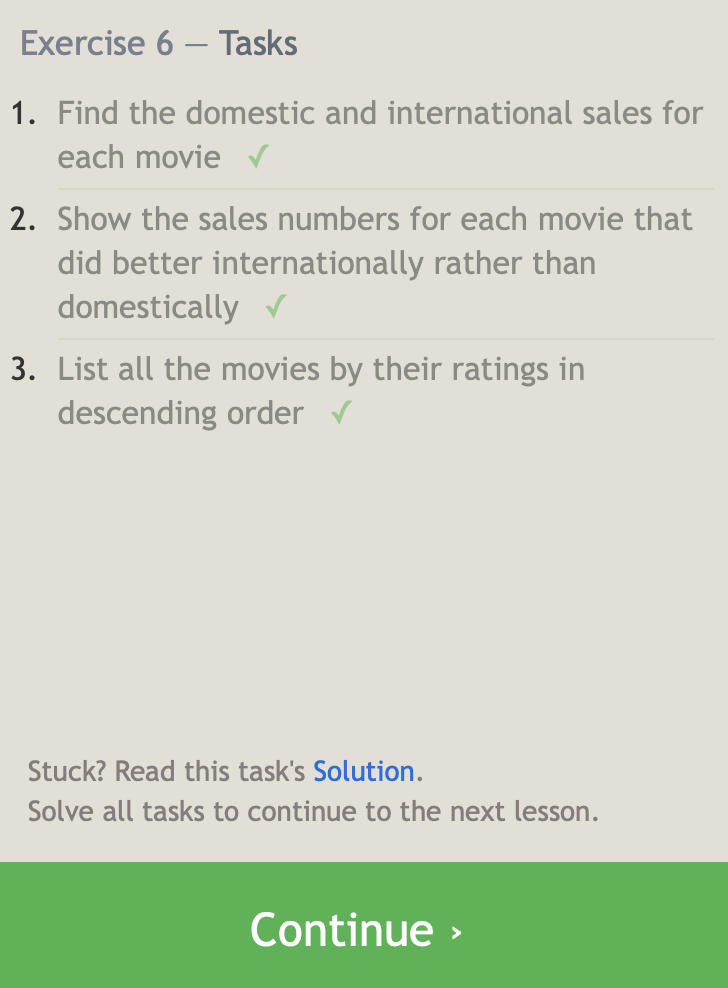 Exercise 6 — Tasks
1. Find the domestic and international sales for
each movie ✓
2. Show the sales numbers for each movie that
did better internationally rather than
domestically ✓
3. List all the movies by their ratings in
descending order ✓
Stuck? Read this task's Solution.
Solve all tasks to continue to the next lesson.
Continue ›